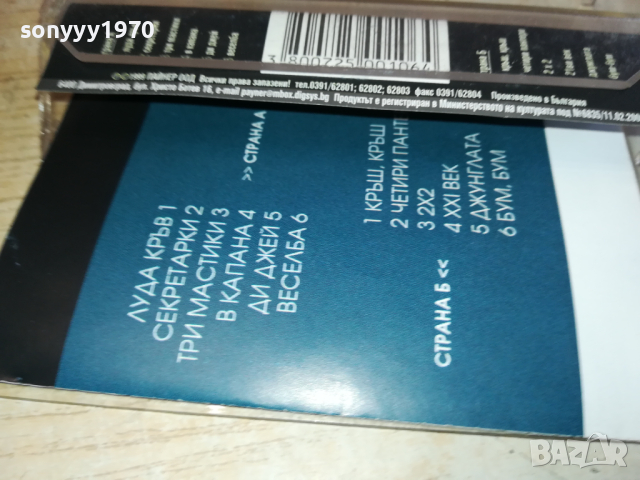 sonyyy1970
3 800725 001067
©℗ 1999 ПАЙНЕР ООД Всички права запазени! тел.0391/62801; 62802; 62803 факс 0391/62804 Произведено в България
6400 Димитровград, бул. Христо Ботев 16, e-mail payner@mbox.digsys.bg Продуктът е регистриран в Министерството на културата под №6835/11.02.
>> СТРАНА А
ЛУДА КРЪВ 1
СЕКРЕТАРКИ 2
ТРИ МАСТИКИ 3
В КАПАНА 4
ДИ ДЖЕЙ 5
ВЕСЕЛБА 6
1 КРЪШ, КРЪШ
2 ЧЕТИРИ ПАНТ
3 2Х2
4 XXI ВЕК
5 ДЖУНГЛАТА
6 БУМ, БУМ
СТРАНА Б <<
BAZAR